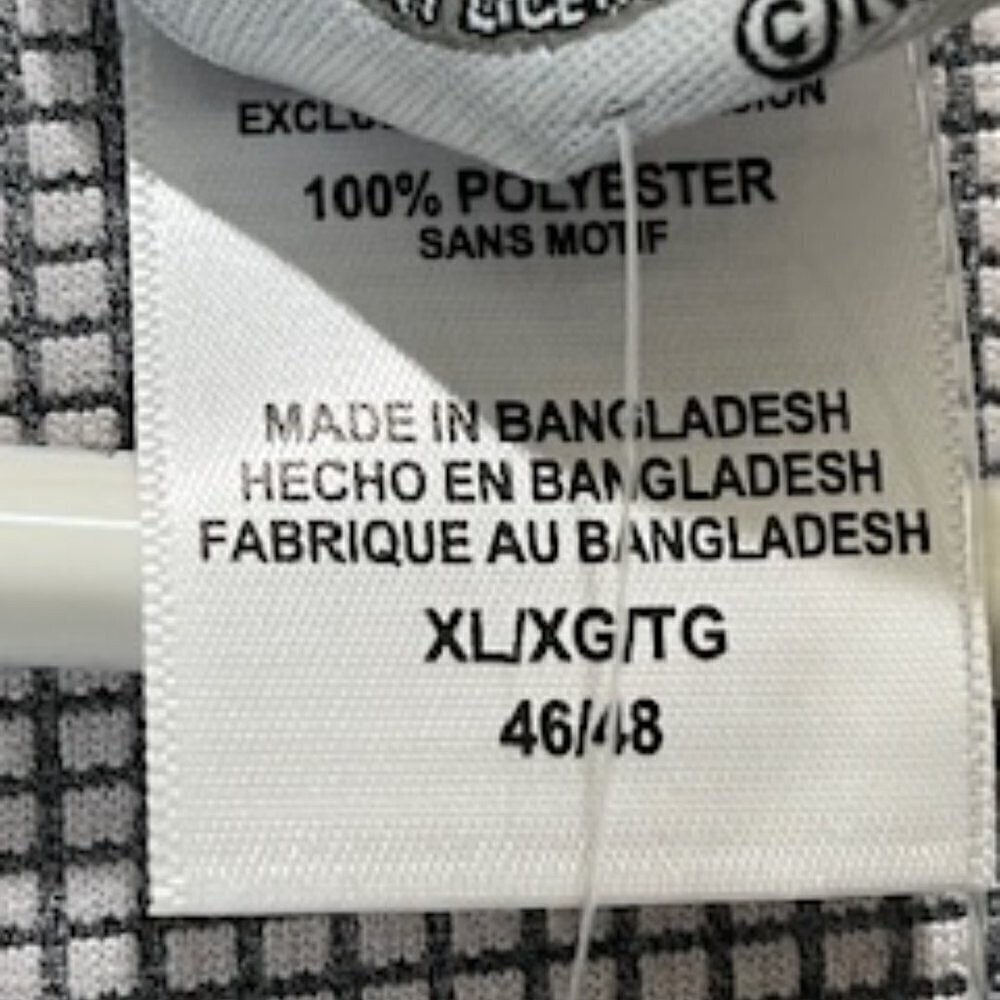 ©
100% POLYESTER
SANS MOTIF
MADE IN BANGLADESH
HECHO EN BANGLADESH
FABRIQUE AU BANGLADESH
XL/XG/TG
46/48